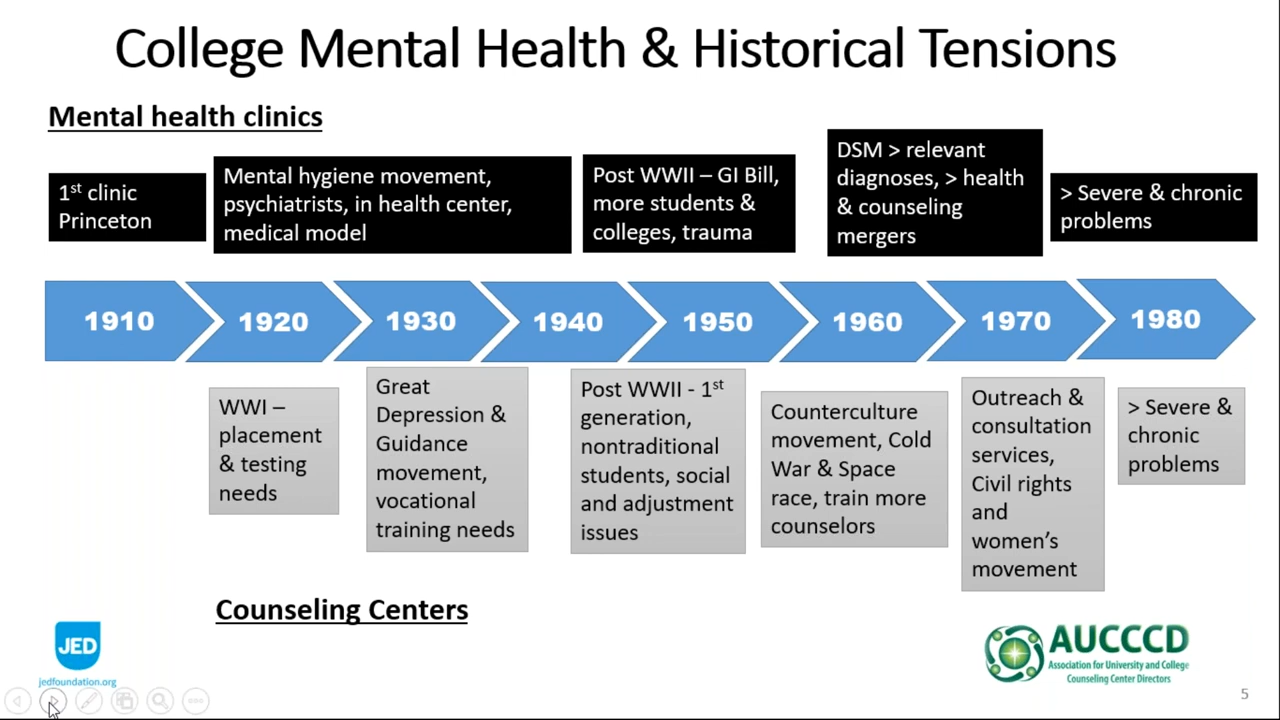 College Mental Health & Historical Tensions
Mental health clinics
1st clinic
Princeton
Mental hygiene movement,
psychiatrists, in health center,
medical model
Post WWII – GI Bill,
more students &
colleges, trauma
DSM > relevant
diagnoses, > health
& counseling
mergers
> Severe & chronic
problems
1910
1920
1930
1940
1950
1960
1970
1980
WWI –
placement
& testing
needs
Great
Depression &
Guidance
movement,
vocational
training needs
Post WWII - 1st
generation,
nontraditional
students, social
and adjustment
issues
Counterculture
movement, Cold
War & Space
race, train more
counselors
Outreach &
consultation
services,
Civil rights
and
women’s
movement
> Severe &
chronic
problems
Counseling Centers
JED
jedfoundation.org
AUCCCD
Association for University and College
Counseling Center Directors
5